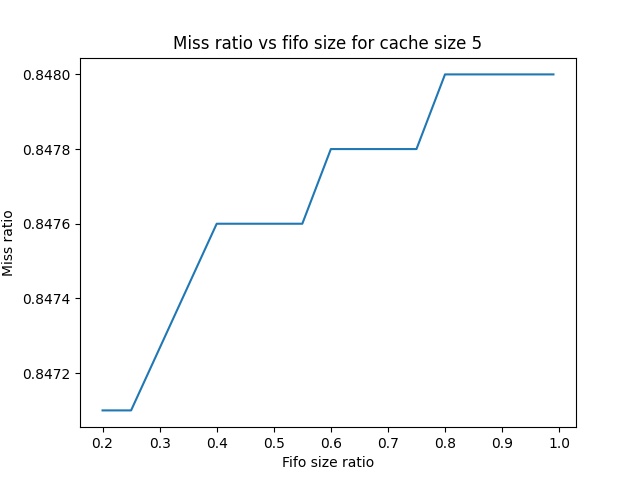 Miss ratio vs fifo size for cache size 5
0.8480
0.8478
0.8476
0.8474
0.8472
Miss ratio
0.2 0.3 0.4 0.5 0.6 0.7 0.8 0.9 1.0
Fifo size ratio